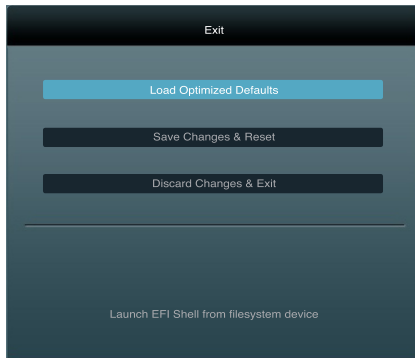 Exit
Load Optimized Defaults
Save Changes & Reset
Discard Changes & Exit
Launch EFI Shell from filesystem device